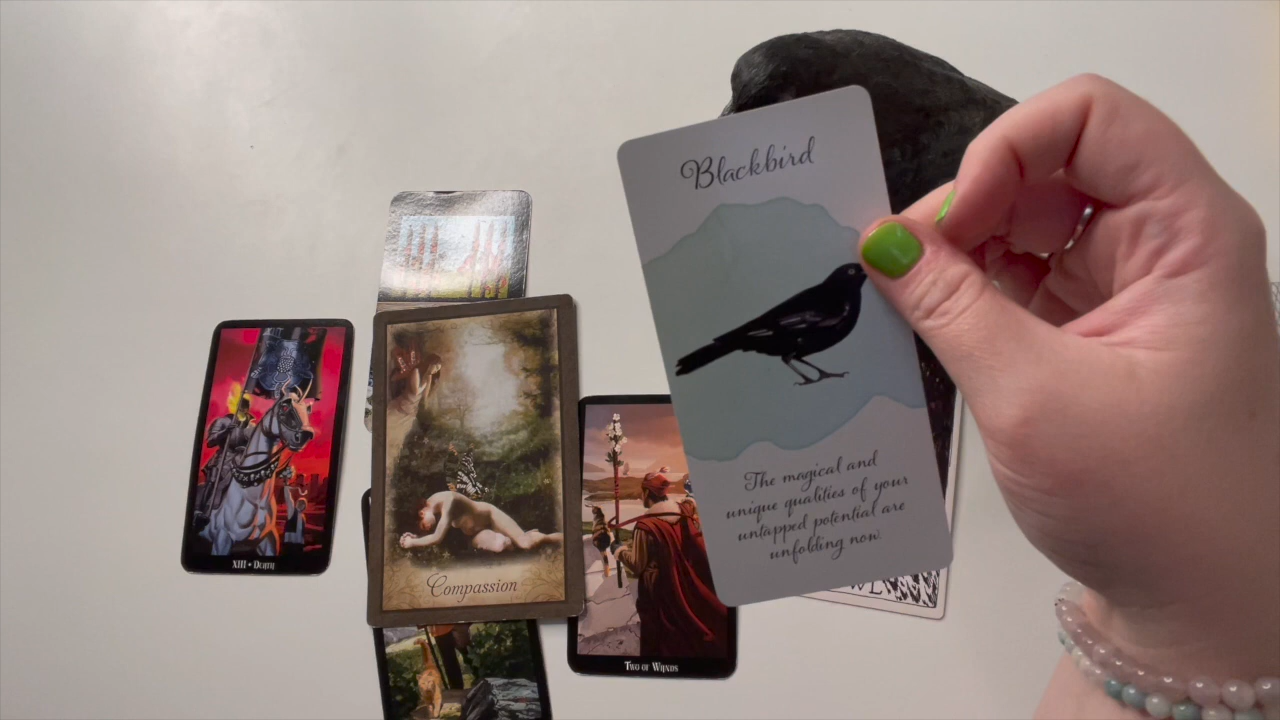 Blackbird
The magical and
unique qualities of your
untapped potential are
unfolding now.
XIII • Death
Compassion
Two of Wands